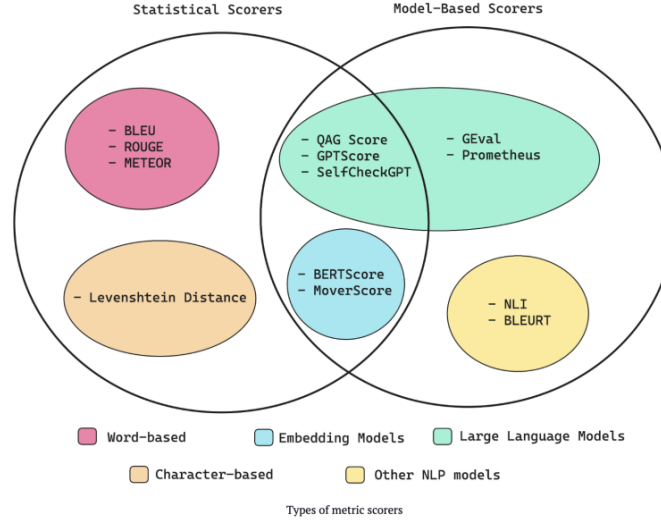 Statistical Scorers
Model-Based Scorers
- BLEU
- ROUGE
- METEOR
- QAG Score
- GPTScore
- SelfCheckGPT
- GEval
- Prometheus
- Levenshtein Distance
- BERTScore
- MoverScore
- NLI
- BLEURT
Word-based
Embedding Models
Large Language Models
Character-based
Other NLP models
Types of metric scorers